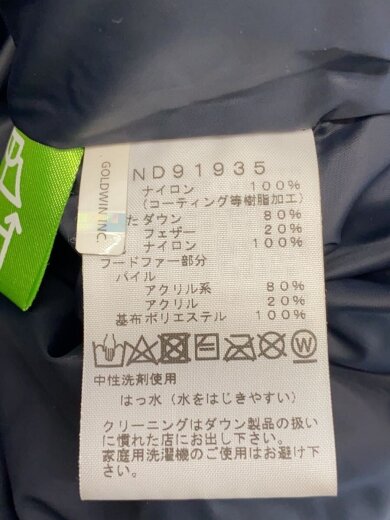 ND91935
ナイロン 100%
(コーティング等樹脂加工)
たダウン 80%
フェザー 20%
ナイロン 100%
フードファー部分
パイル
アクリル系 80%
アクリル 20%
基布ポリエステル 100%
W
中性洗剤使用
はっ水(水をはじきやすい)
クリーニングはダウン製品の扱い
に慣れた店にお出し下さい。
家庭用洗濯機のご使用はお避け下
さい。
GOLDWIN INC.